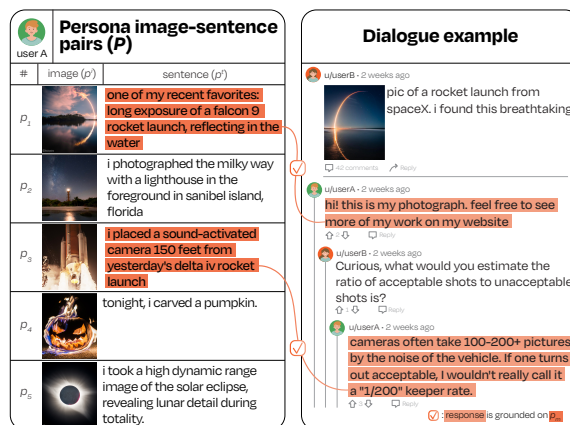 Persona image-sentence
pairs (P)
user A
# image (pⁱ) sentence (pᵗ)
p₁
one of my recent favorites:
long exposure of a falcon 9
rocket launch, reflecting in the
water
p₂
i photographed the milky way
with a lighthouse in the
foreground in sanibel island,
florida
p₃
i placed a sound-activated
camera 150 feet from
yesterday's delta iv rocket
launch
p₄
tonight, i carved a pumpkin.
p₅
i took a high dynamic range
image of the solar eclipse,
revealing lunar detail during
totality.
Dialogue example
u/userB • 2 weeks ago
pic of a rocket launch from
spaceX. i found this breathtaking
42 comments Reply
u/userA • 2 weeks ago
hi! this is my photograph. feel free to see
more of my work on my website
2 Reply
u/userB • 2 weeks ago
Curious, what would you estimate the
ratio of acceptable shots to unacceptable
shots is?
1 Reply
u/userA • 2 weeks ago
cameras often take 100-200+ pictures
by the noise of the vehicle. If one turns
out acceptable, I wouldn't really call it
a "1/200" keeper rate.
3 Reply
: response is grounded on